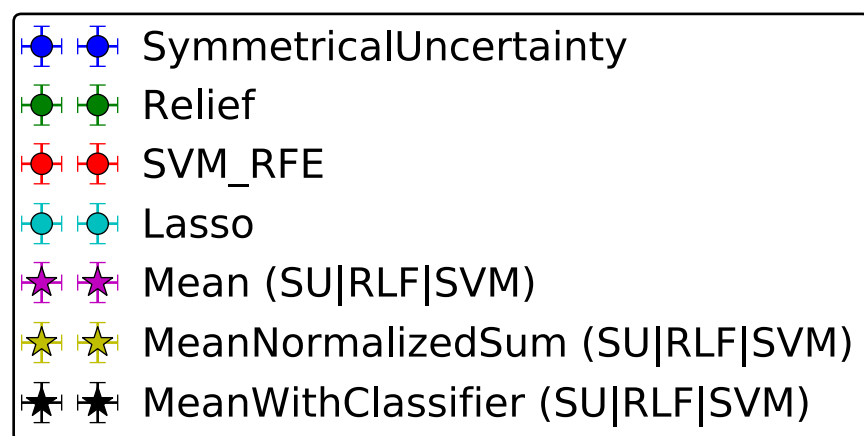 SymmetricalUncertainty
Relief
SVM_RFE
Lasso
Mean (SU|RLF|SVM)
MeanNormalizedSum (SU|RLF|SVM)
MeanWithClassifier (SU|RLF|SVM)